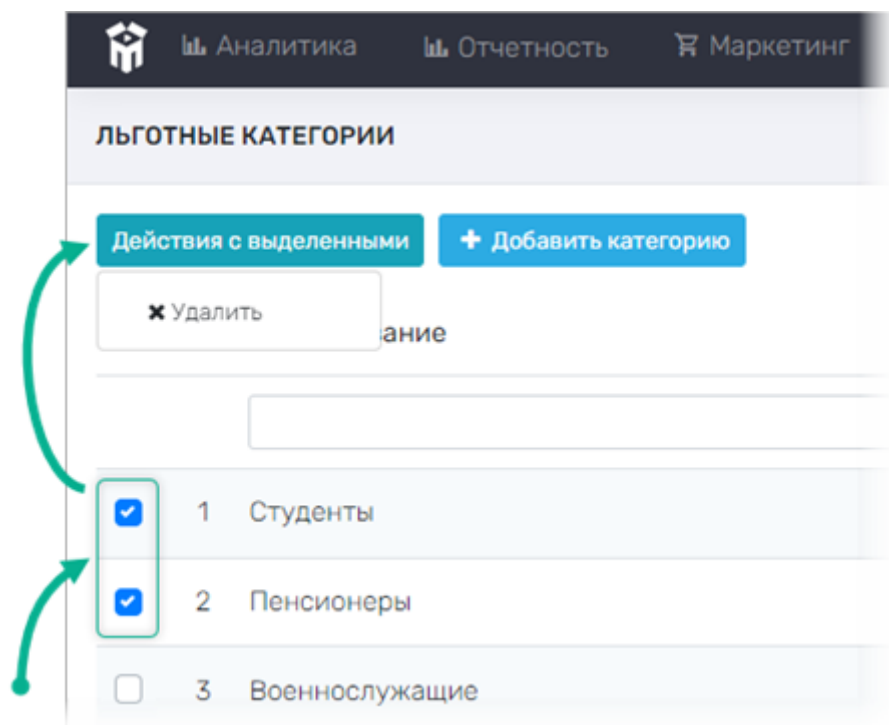 Аналитика Отчетность Маркетинг
ЛЬГОТНЫЕ КАТЕГОРИИ
Действия с выделенными + Добавить категорию
Удалить
ание
1 Студенты
2 Пенсионеры
3 Военнослужащие